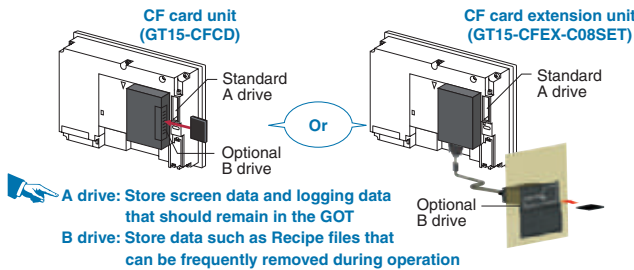 CF card unit
(GT15-CFCD)
Standard
A drive
Optional
B drive
Or
CF card extension unit
(GT15-CFEX-C08SET)
Standard
A drive
Optional
B drive
A drive: Store screen data and logging data
that should remain in the GOT
B drive: Store data such as Recipe files that
can be frequently removed during operation